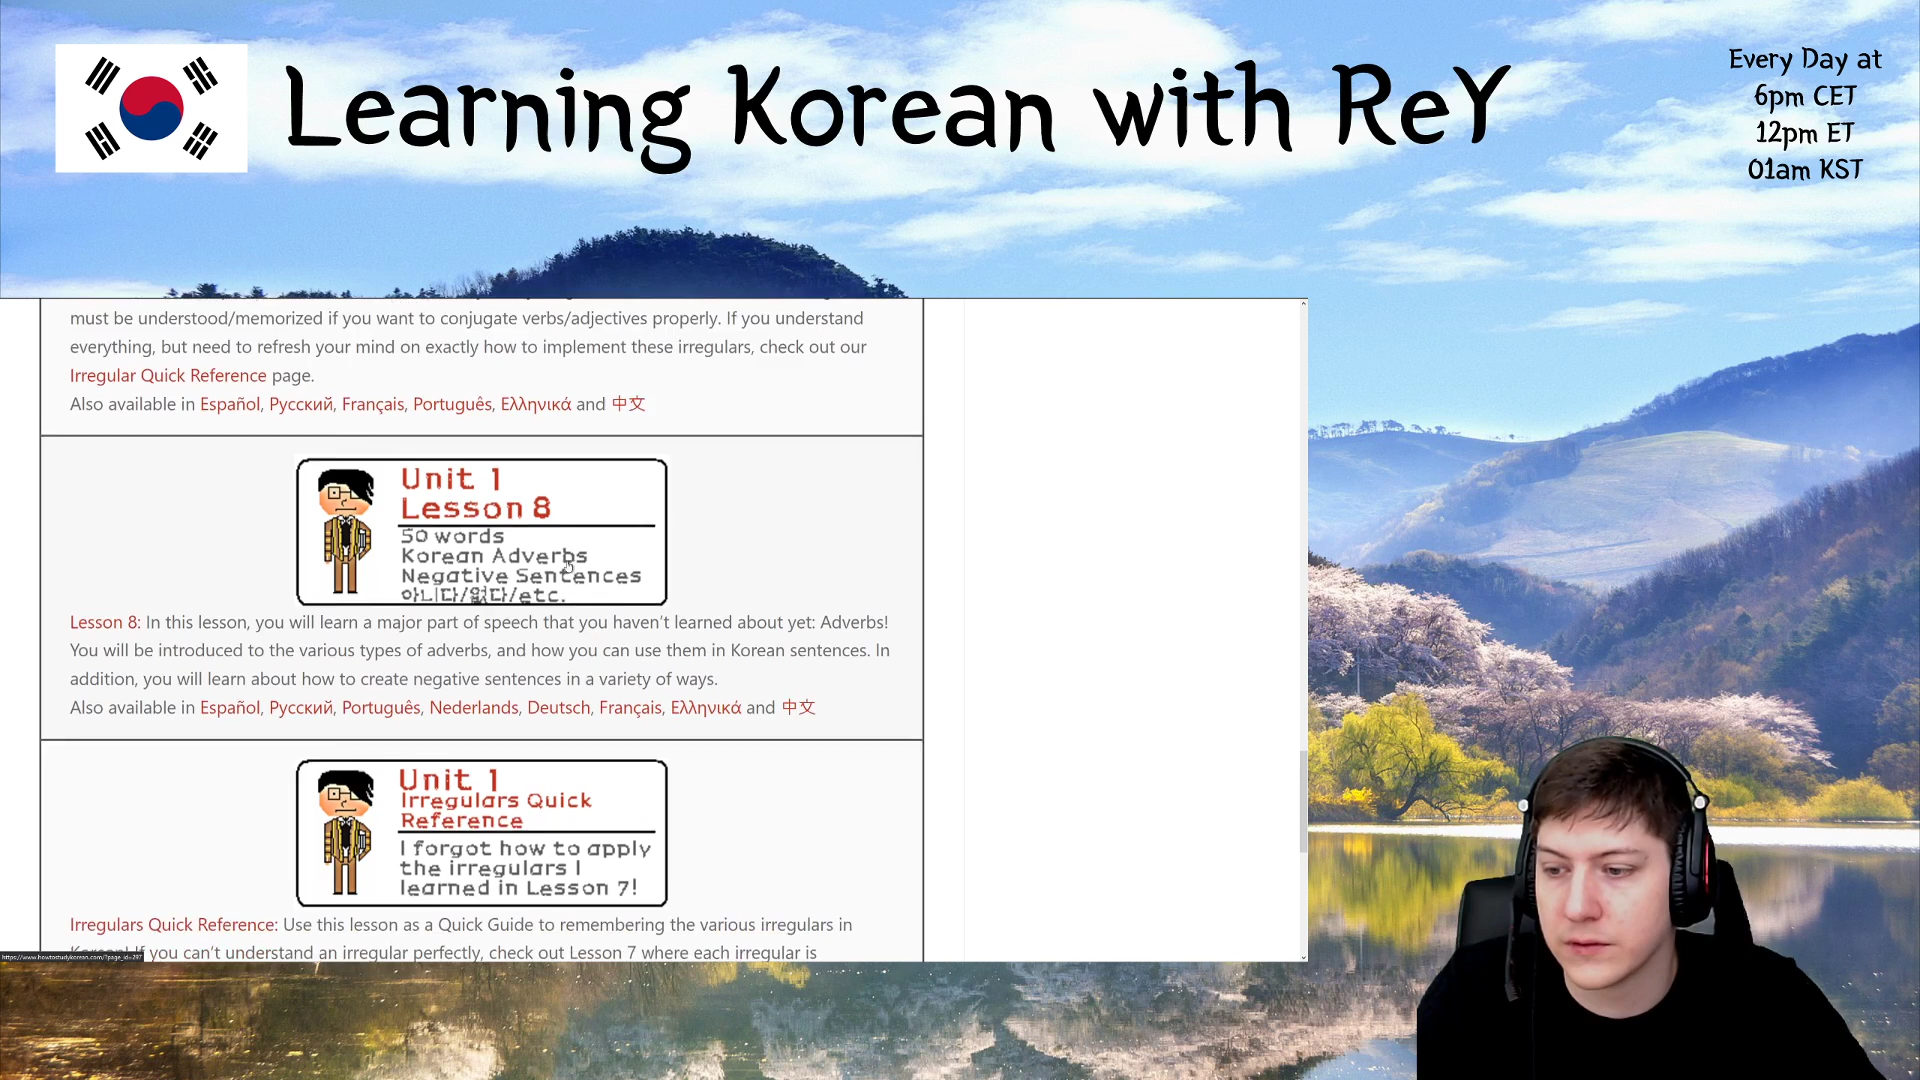 Learning Korean with ReY
Every Day at
6pm CET
12pm ET
01am KST
must be understood/memorized if you want to conjugate verbs/adjectives properly. If you understand
everything, but need to refresh your mind on exactly how to implement these irregulars, check out our
Irregular Quick Reference page.
Also available in Español, Русский, Français, Português, Ελληνικά and 中文
Unit 1
Lesson 8
50 words
Korean Adverbs
Negative Sentences
아니다/없다/etc.
Lesson 8: In this lesson, you will learn a major part of speech that you haven't learned about yet: Adverbs!
You will be introduced to the various types of adverbs, and how you can use them in Korean sentences. In
addition, you will learn about how to create negative sentences in a variety of ways.
Also available in Español, Русский, Português, Nederlands, Deutsch, Français, Ελληνικά and 中文
Unit 1
Irregulars Quick
Reference
I forgot how to apply
the irregulars I
learned in Lesson 7!
Irregulars Quick Reference: Use this lesson as a Quick Guide to remembering the various irregulars in
Korean! If you can't understand an irregular perfectly, check out Lesson 7 where each irregular is
https://www.howtostudykorean.com/?page_id=297